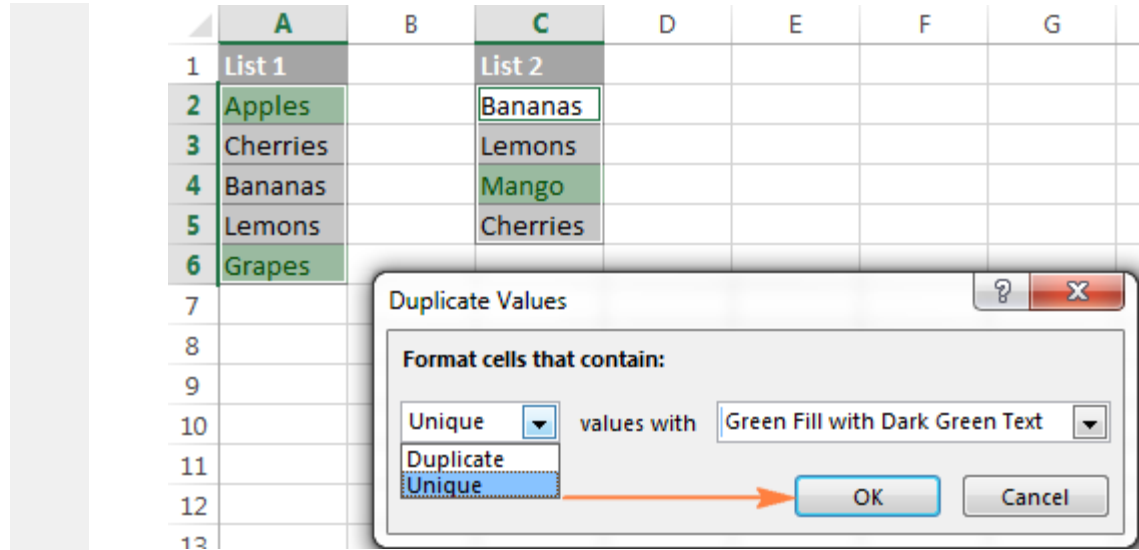 A B C D E F G
1 List 1 List 2
2 Apples Bananas
3 Cherries Lemons
4 Bananas Mango
5 Lemons Cherries
6 Grapes
7 Duplicate Values ? X
8 Format cells that contain:
9
10 Unique values with Green Fill with Dark Green Text
11 Duplicate
Unique OK Cancel
12
13